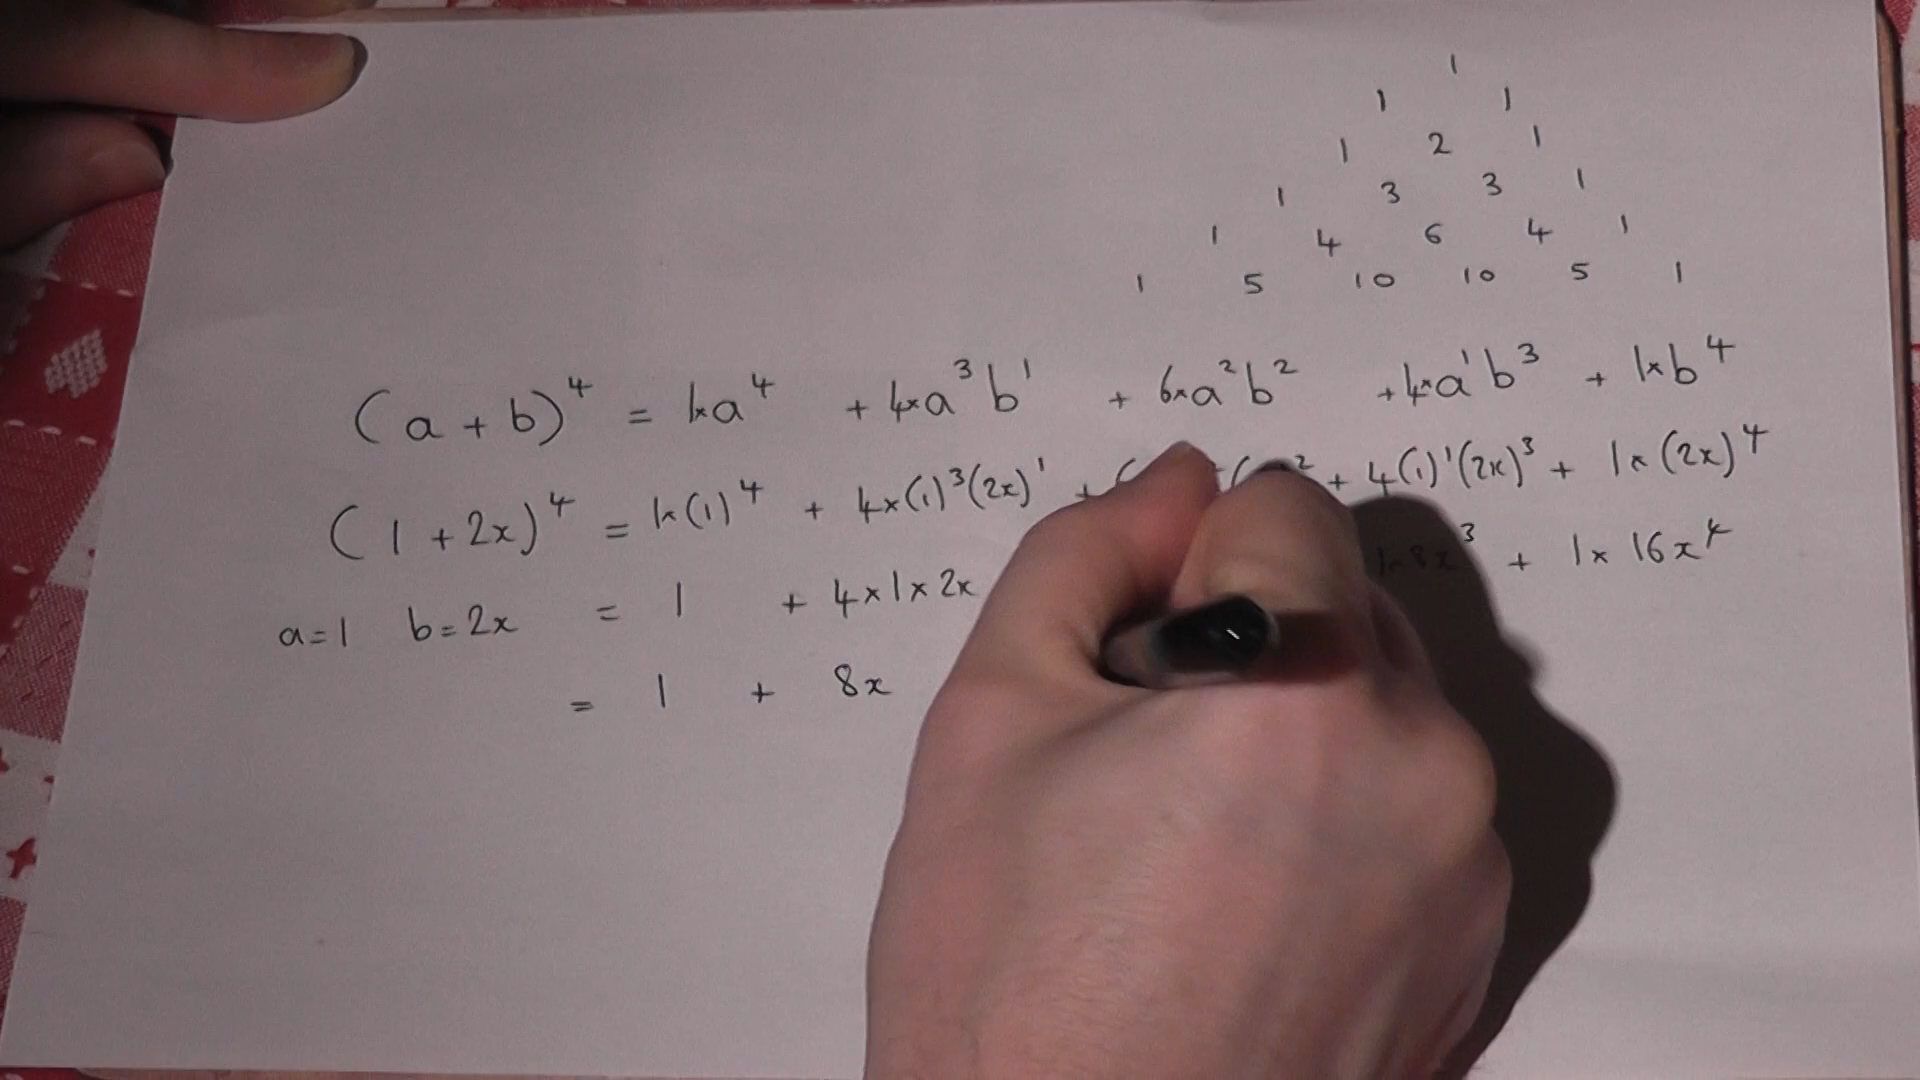 1
1 1
1 2 1
1 3 3 1
1 4 6 4 1
1 5 10 10 5 1
(a + b)⁴ = 1×a⁴ + 4×a³b¹ + 6×a²b² + 4×a¹b³ + 1×b⁴
(1 + 2x)⁴ = 1×(1)⁴ + 4×(1)³(2x)¹ + ( ( ² + 4(1)¹(2x)³ + 1×(2x)⁴
a=1 b=2x = 1 + 4×1×2x 1×8x³ + 1×16x⁴
= 1 + 8x